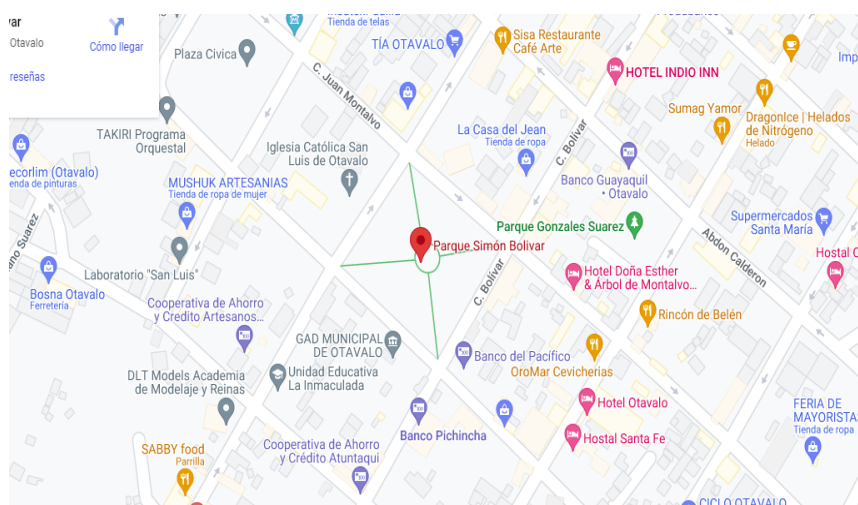 var
Otavalo
Cómo llegar
reseñas
Tienda de telas
Plaza Civica
TÍA OTAVALO
Sisa Restaurante
Café Arte
HOTEL INDIO INN
C. Juan Montalvo
Sumag Yamor
DragonIce | Helados
de Nitrógeno
Helado
TAKIRI Programa
Orquestal
Iglesia Católica San
Luis de Otavalo
La Casa del Jean
Tienda de ropa
C. Bolívar
Banco Guayaquil
• Otavalo
ecorlim (Otavalo)
enda de pinturas
MUSHUK ARTESANIAS
Tienda de ropa de mujer
Parque Gonzales Suarez
Supermercados
Santa María
Abdon Calderon
ano Suarez
Parque Simón Bolivar
Hostal C
Laboratorio "San Luis"
C. Bolívar
Hotel Doña Esther
& Árbol de Montalvo...
Bosna Otavalo
Ferretería
Cooperativa de Ahorro
y Credito Artesanos...
Rincón de Belén
GAD MUNICIPAL
DE OTAVALO
Banco del Pacífico
OroMar Cevicherias
Unidad Educativa
La Inmaculada
DLT Models Academia
de Modelaje y Reinas
Hotel Otavalo
FERIA DE
MAYORISTAS
Tienda de ropa
Banco Pichincha
Hostal Santa Fe
Cooperativa de Ahorro
y Crédito Atuntaqui
SABBY food
Parrilla
CICLO OTAVALO